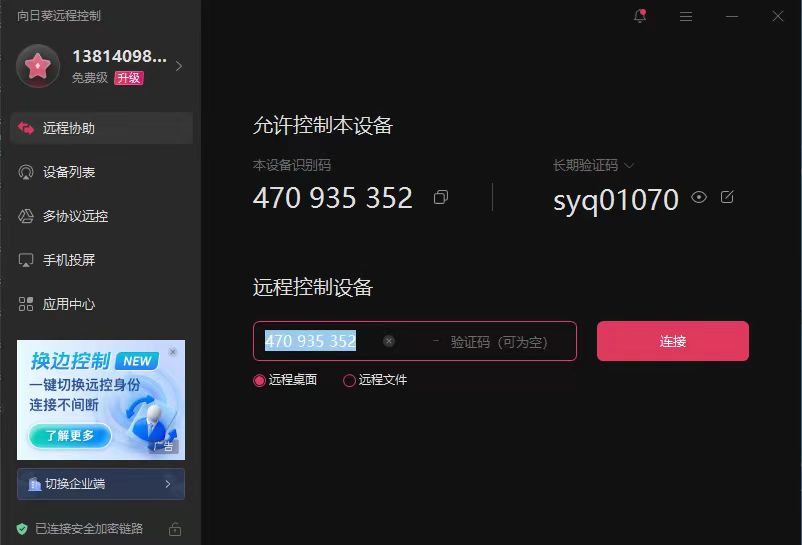 向日葵远程控制
13814098...
免费级 升级
远程协助
设备列表
多协议远控
手机投屏
应用中心
换边控制 NEW
一键切换远控身份
连接不间断
了解更多
广告
切换企业端
已连接安全加密链路
允许控制本设备
本设备识别码
470 935 352
长期验证码
syq01070
远程控制设备
470 935 352 - 验证码（可为空）
连接
远程桌面 远程文件